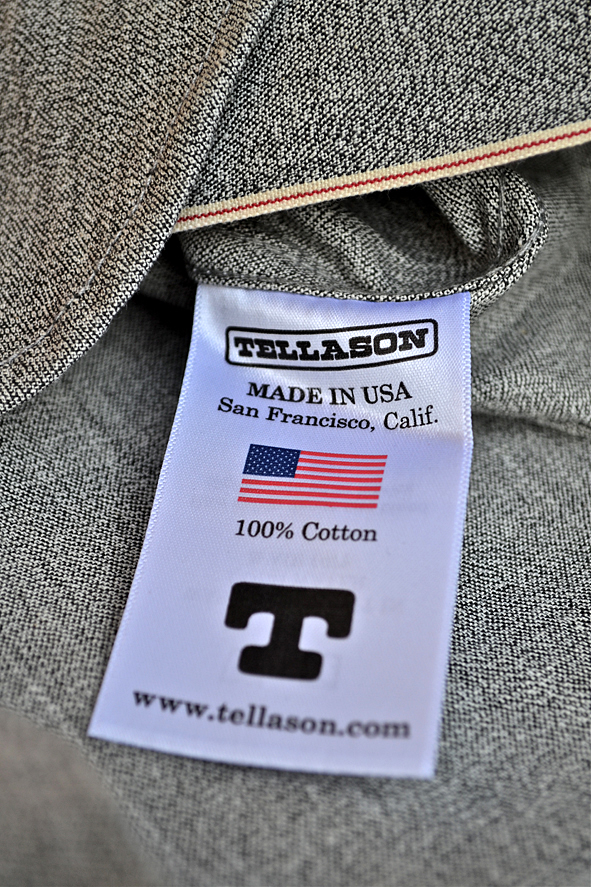 TELLASON
MADE IN USA
San Francisco, Calif.
100% Cotton
T
www.tellason.com